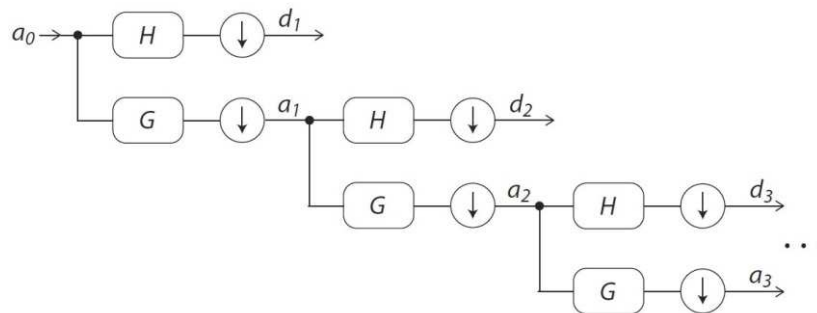 a₀ H d₁
G a₁ H d₂
G a₂ H d₃
G a₃